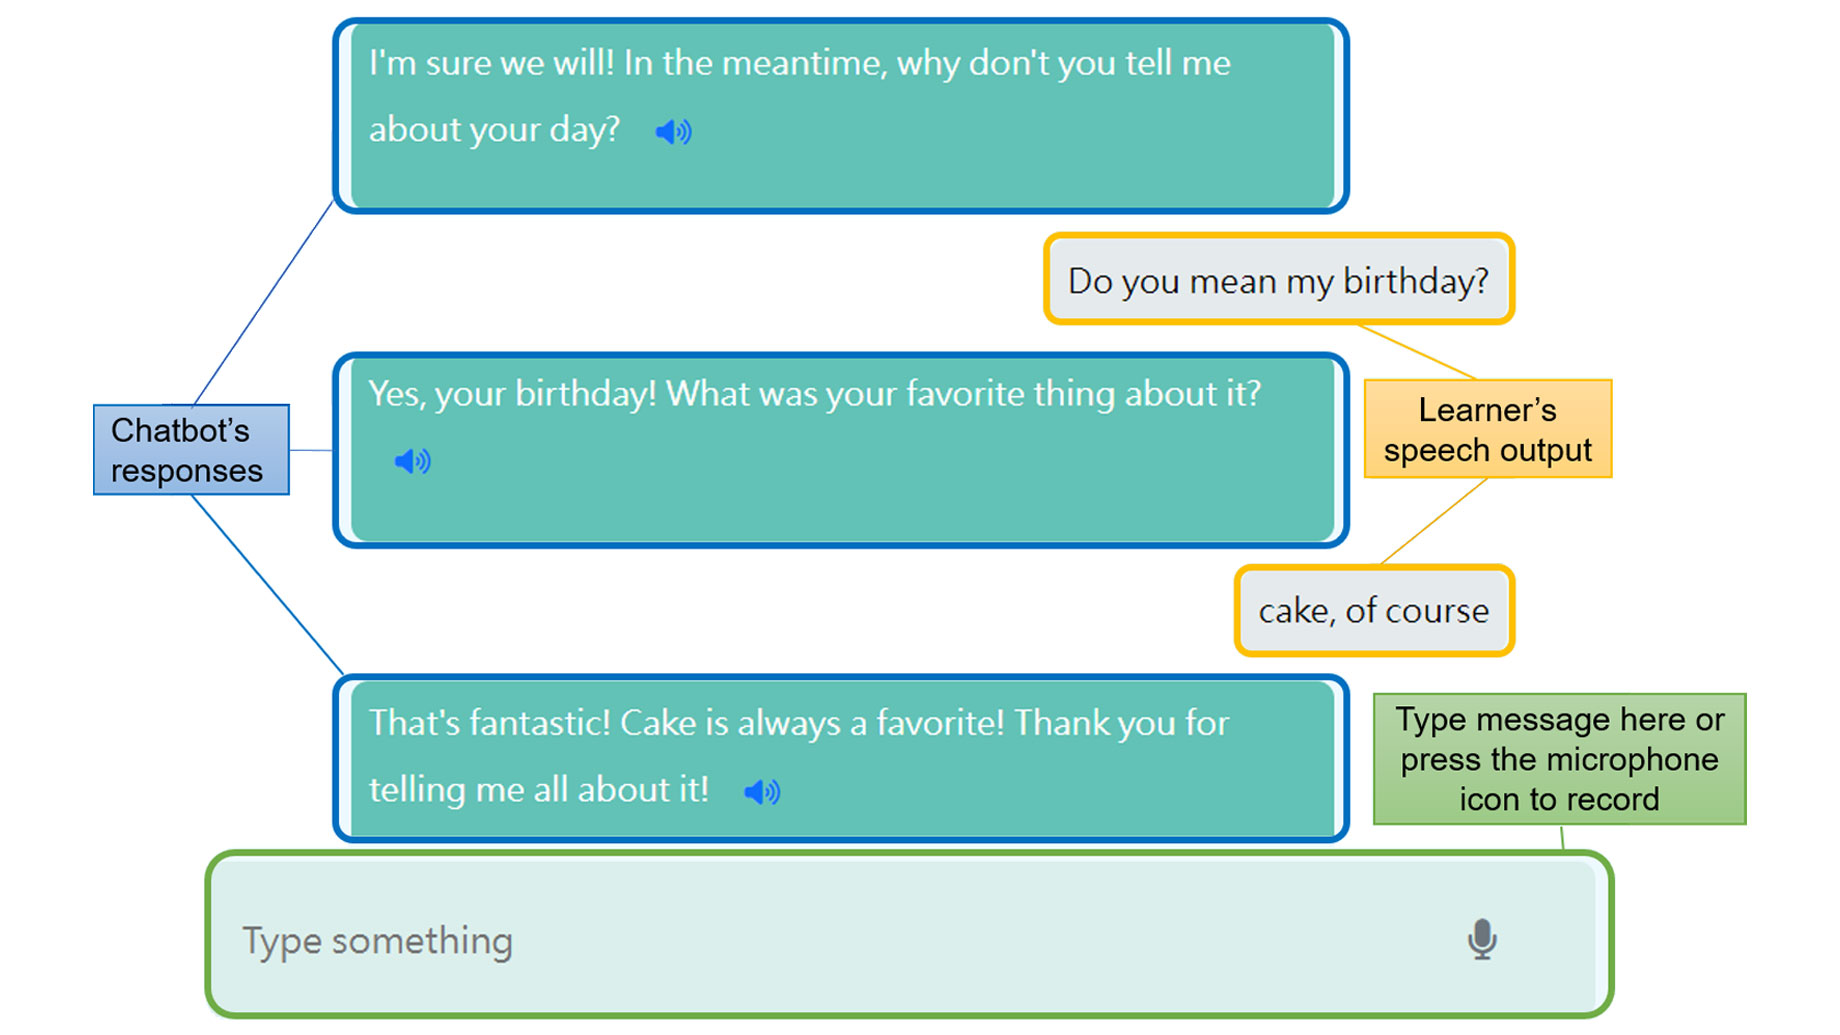 I'm sure we will! In the meantime, why don't you tell me
about your day?
Do you mean my birthday?
Chatbot’s
responses
Yes, your birthday! What was your favorite thing about it?
Learner’s
speech output
cake, of course
That's fantastic! Cake is always a favorite! Thank you for
telling me all about it!
Type message here or
press the microphone
icon to record
Type something